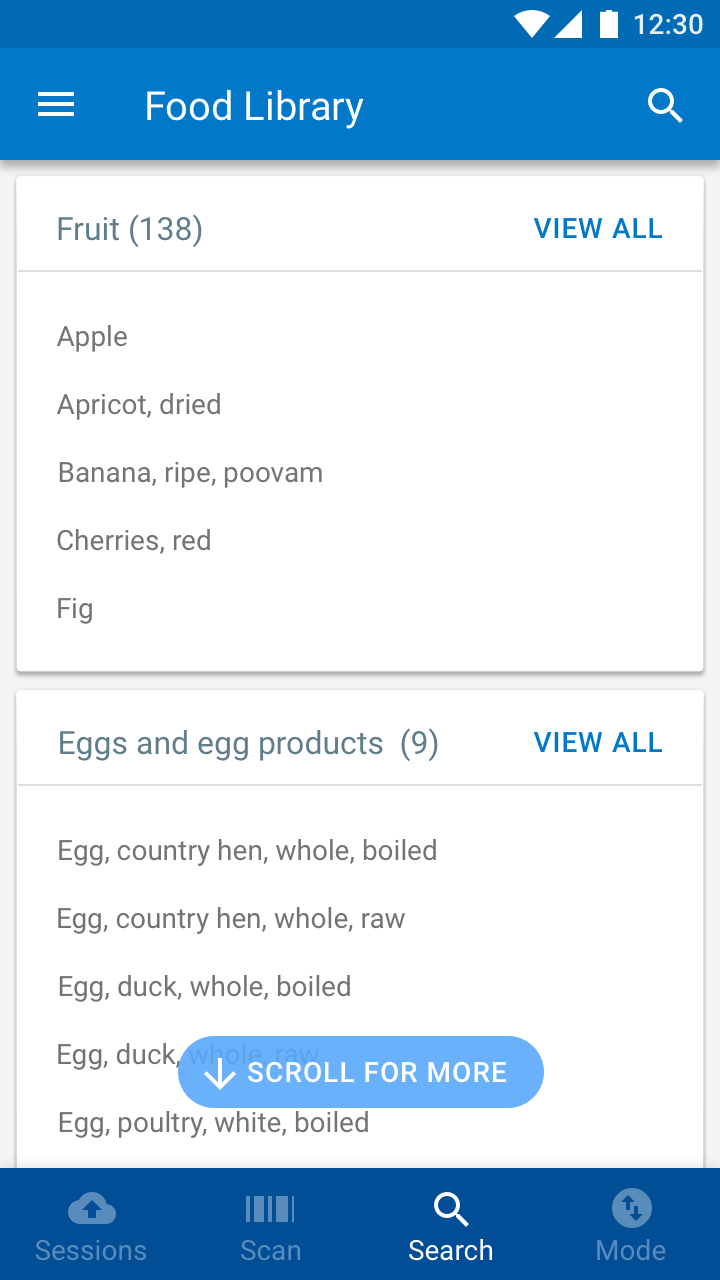 12:30
Food Library
Fruit (138) VIEW ALL
Apple
Apricot, dried
Banana, ripe, poovam
Cherries, red
Fig
Eggs and egg products (9) VIEW ALL
Egg, country hen, whole, boiled
Egg, country hen, whole, raw
Egg, duck, whole, boiled
Egg, duck, whole, raw
SCROLL FOR MORE
Egg, poultry, white, boiled
Sessions Scan Search Mode